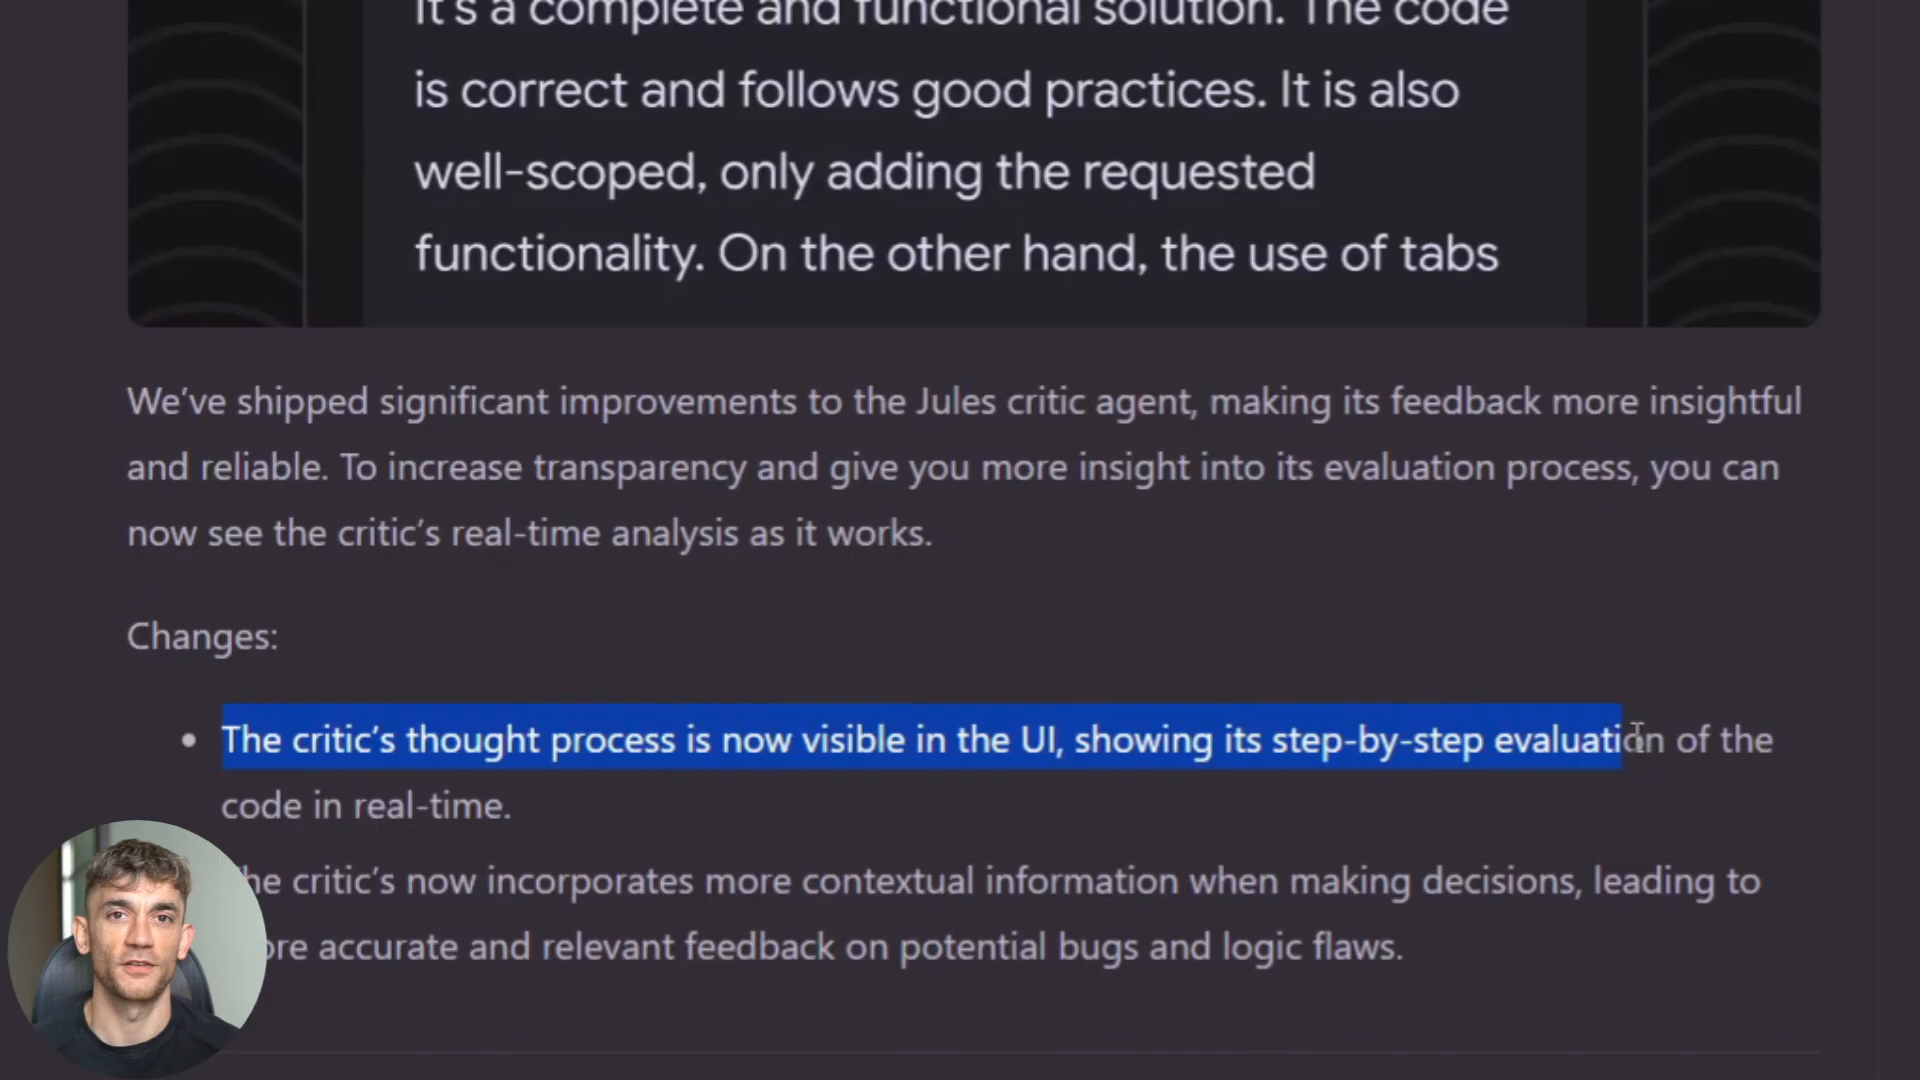 It's a complete and functional solution. The code
is correct and follows good practices. It is also
well-scoped, only adding the requested
functionality. On the other hand, the use of tabs
We've shipped significant improvements to the Jules critic agent, making its feedback more insightful
and reliable. To increase transparency and give you more insight into its evaluation process, you can
now see the critic's real-time analysis as it works.
Changes:
• The critic's thought process is now visible in the UI, showing its step-by-step evaluation of the
code in real-time.
The critic's now incorporates more contextual information when making decisions, leading to
more accurate and relevant feedback on potential bugs and logic flaws.